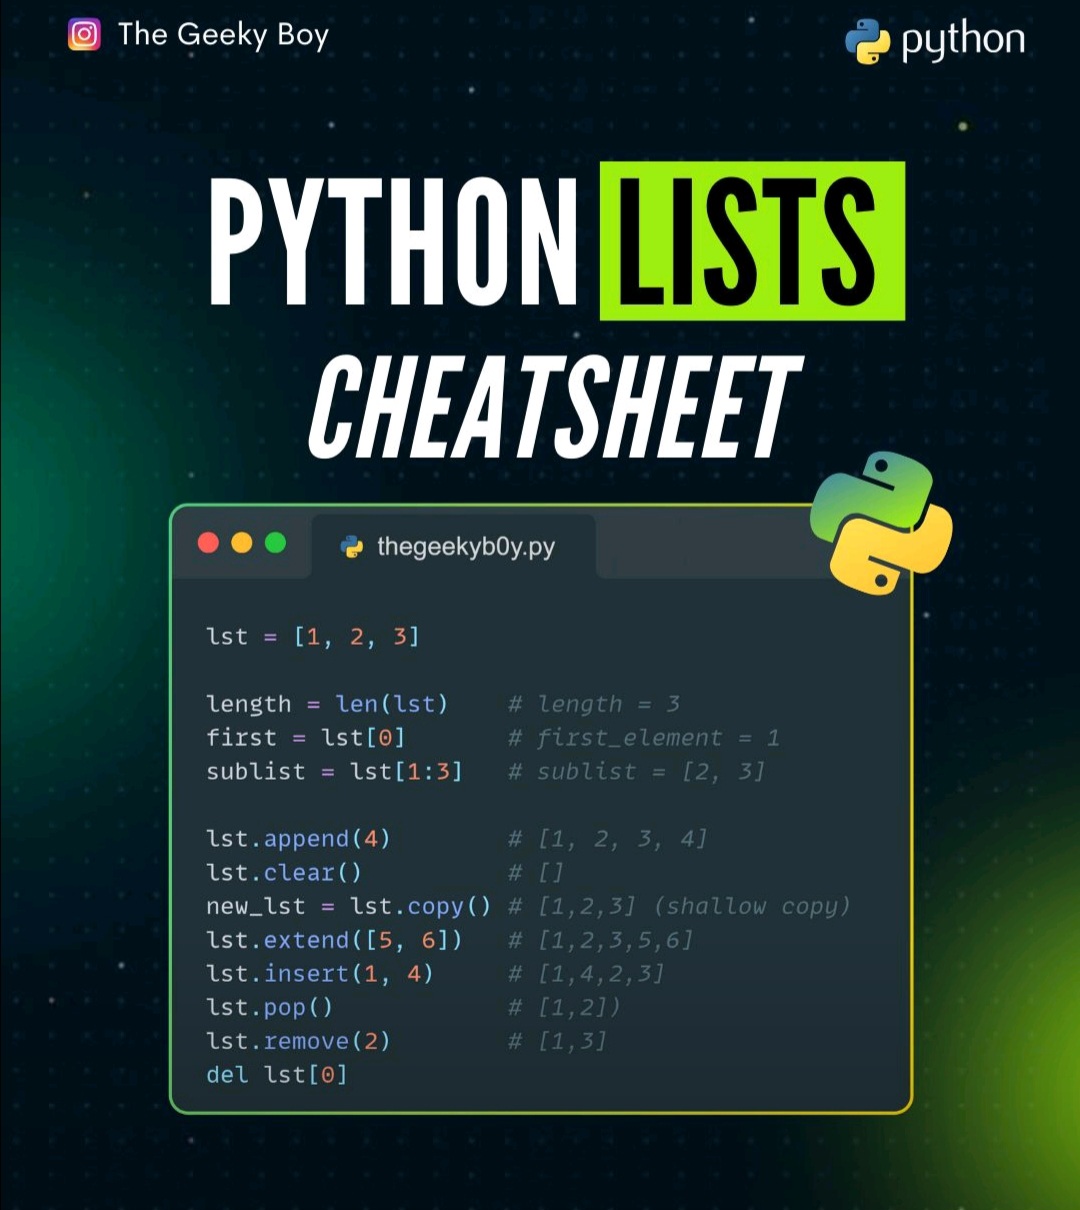 The Geeky Boy
python
PYTHON LISTS
CHEATSHEET
thegeekyb0y.py
lst = [1, 2, 3]
length = len(lst) # length = 3
first = lst[0] # first_element = 1
sublist = lst[1:3] # sublist = [2, 3]
lst.append(4) # [1, 2, 3, 4]
lst.clear() # []
new_lst = lst.copy() # [1,2,3] (shallow copy)
lst.extend([5, 6]) # [1,2,3,5,6]
lst.insert(1, 4) # [1,4,2,3]
lst.pop() # [1,2])
lst.remove(2) # [1,3]
del lst[0]